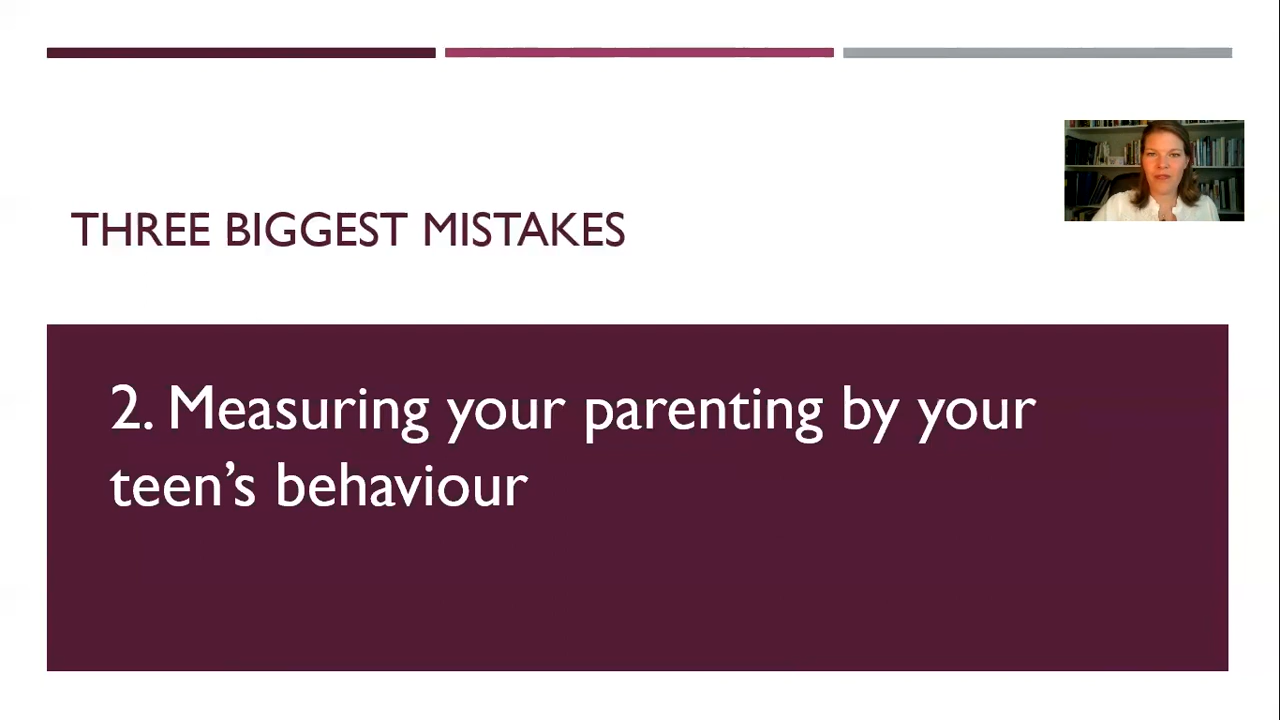 THREE BIGGEST MISTAKES
2. Measuring your parenting by your
teen’s behaviour